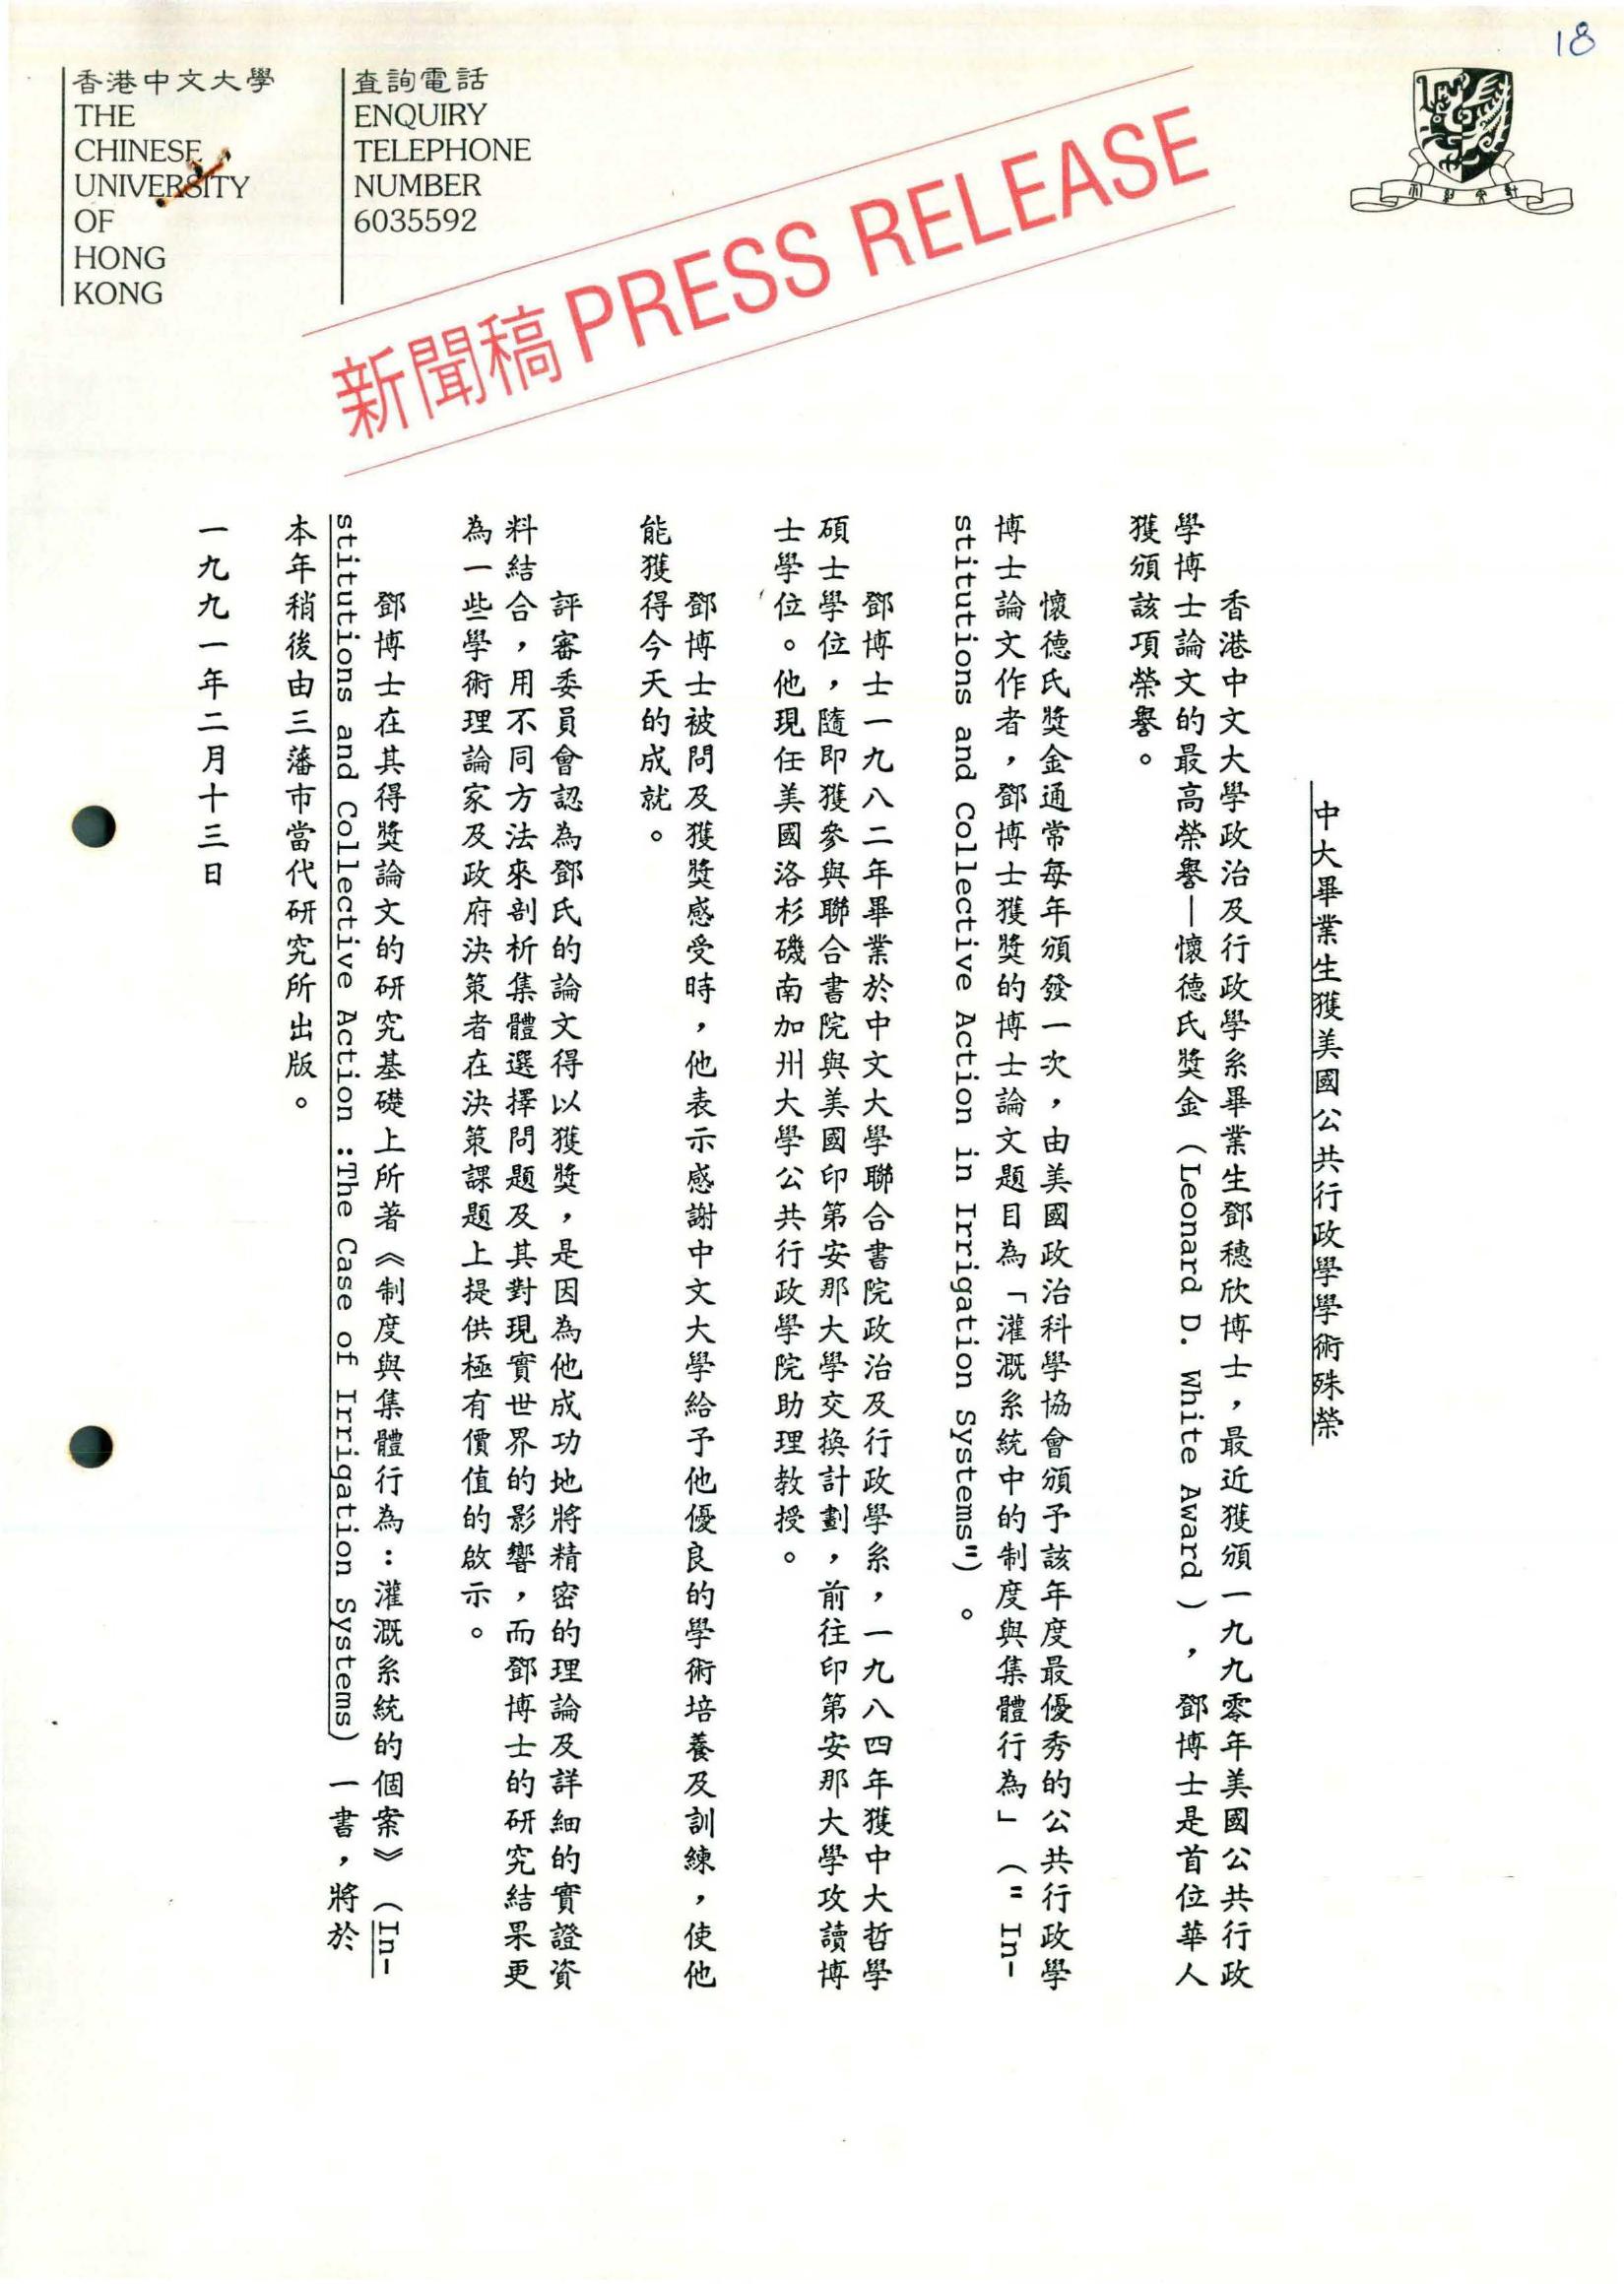 18
香港中文大學
THE
CHINESE
UNIVERSITY
OF
HONG
KONG
查詢電話
ENQUIRY
TELEPHONE
NUMBER
6035592
新聞稿 PRESS RELEASE
中大畢業生獲美國公共行政學學術殊榮
香港中文大學政治及行政學系畢業生鄧穗欣博士，最近獲頒一九九零年美國公共行政
學博士論文的最高榮譽—懷德氏獎金（Leonard D. White Award），鄧博士是首位華人
獲頒該項榮譽。
懷德氏獎金通常每年頒發一次，由美國政治科學協會頒予該年度最優秀的公共行政學
博士論文作者，鄧博士獲獎的博士論文題目為「灌溉系統中的制度與集體行為」（" In-
stitutions and Collective Action in Irrigation Systems"）。
鄧博士一九八二年畢業於中文大學聯合書院政治及行政學系，一九八四年獲中大哲學
碩士學位，隨即獲參與聯合書院與美國印第安那大學交換計劃，前往印第安那大學攻讀博
士學位。他現任美國洛杉磯南加州大學公共行政學院助理教授。
鄧博士被問及獲獎感受時，他表示感謝中文大學給予他優良的學術培養及訓練，使他
能獲得今天的成就。
評審委員會認為鄧氏的論文得以獲獎，是因為他成功地將精密的理論及詳細的實證資
料結合，用不同方法來剖析集體選擇問題及其對現實世界的影響，而鄧博士的研究結果更
為一些學術理論家及政府決策者在決策課題上提供極有價值的啟示。
鄧博士在其得獎論文的研究基礎上所著《制度與集體行為：灌溉系統的個案》（In-
stitutions and Collective Action :The Case of Irrigation Systems）一書，將於
本年稍後由三藩市當代研究所出版。
一九九一年二月十三日